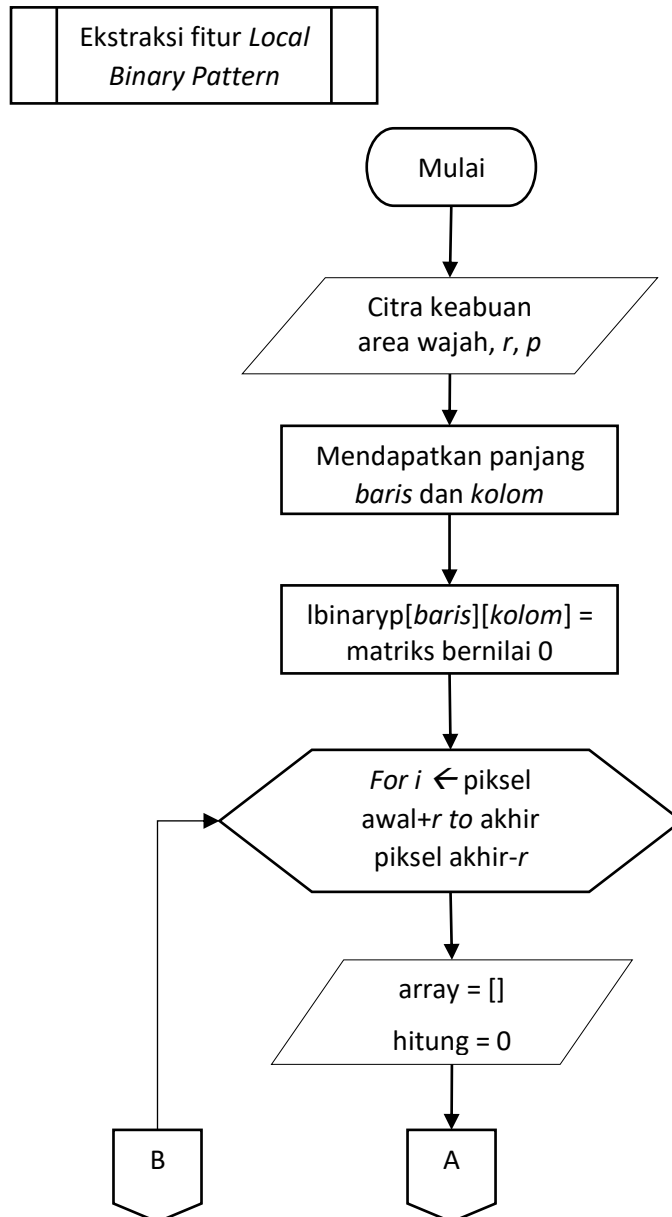 Ekstraksi fitur Local
Binary Pattern
Mulai
Citra keabuan
area wajah, r, p
Mendapatkan panjang
baris dan kolom
lbinaryp[baris][kolom] =
matriks bernilai 0
For i ← piksel
awal+r to akhir
piksel akhir-r
array = []
hitung = 0
B
A